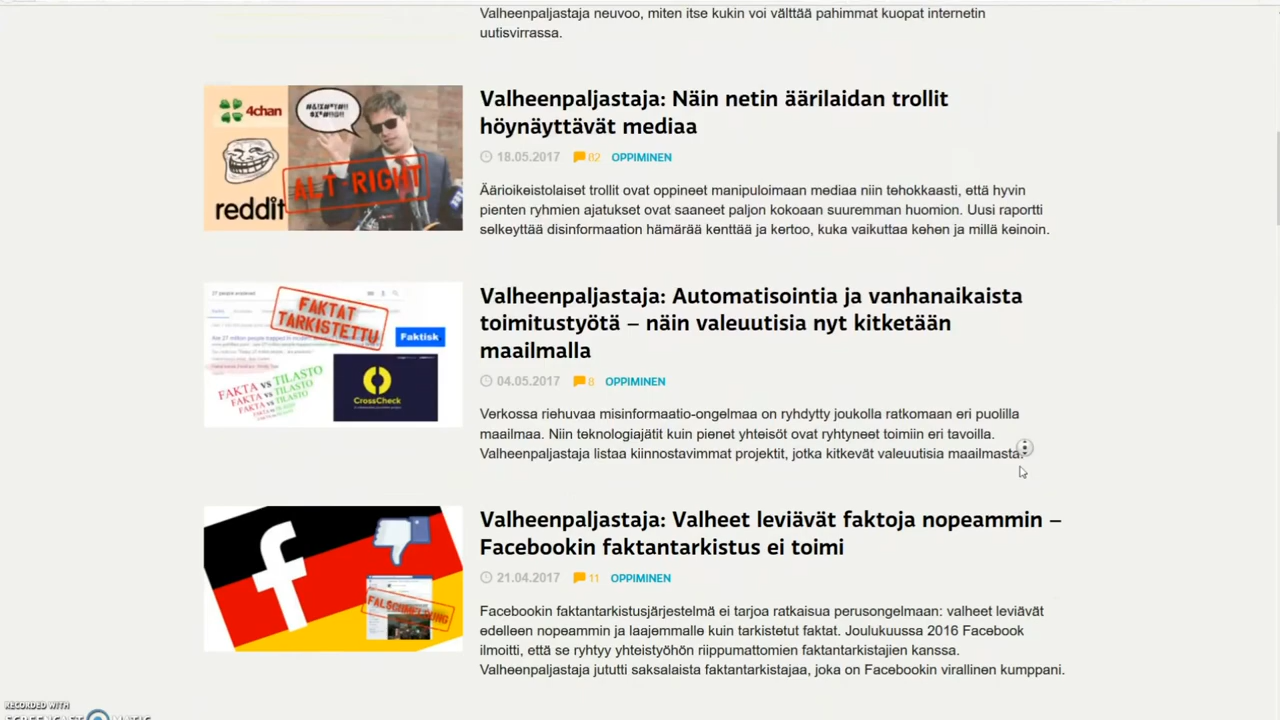 Valheenpaljastaja neuvoo, miten itse kukin voi välttää pahimmat kuopat internetin
uutisvirrassa.
4chan
#&!%*#!!
reddit
ALT-RIGHT
Valheenpaljastaja: Näin netin äärilaidan trollit
höynäyttävät mediaa
18.05.2017 82 OPPIMINEN
Äärioikeistolaiset trollit ovat oppineet manipuloimaan mediaa niin tehokkaasti, että hyvin
pienten ryhmien ajatukset ovat saaneet paljon kokoaan suuremman huomion. Uusi raportti
selkeyttää disinformaation hämärää kenttää ja kertoo, kuka vaikuttaa kehen ja millä keinoin.
FAKTAT
TARKISTETTU
Faktisk
FAKTA VS TILASTO
FAKTA VS TILASTO
FAKTA VS TILASTO
CrossCheck
Valheenpaljastaja: Automatisointia ja vanhanaikaista
toimitustyötä – näin valeuutisia nyt kitketään
maailmalla
04.05.2017 8 OPPIMINEN
Verkossa riehuvaa misinformaatio-ongelmaa on ryhdytty joukolla ratkomaan eri puolilla
maailmaa. Niin teknologiajätit kuin pienet yhteisöt ovat ryhtyneet toimiin eri tavoilla.
Valheenpaljastaja listaa kiinnostavimmat projektit, jotka kitkevät valeuutisia maailmasta.
f
FALSCHMELDUNG
Valheenpaljastaja: Valheet leviävät faktoja nopeammin –
Facebookin faktantarkistus ei toimi
21.04.2017 11 OPPIMINEN
Facebookin faktantarkistusjärjestelmä ei tarjoa ratkaisua perusongelmaan: valheet leviävät
edelleen nopeammin ja laajemmalle kuin tarkistetut faktat. Joulukuussa 2016 Facebook
ilmoitti, että se ryhtyy yhteistyöhön riippumattomien faktantarkistajien kanssa.
Valheenpaljastaja jututti saksalaista faktantarkistajaa, joka on Facebookin virallinen kumppani.
RECORDED WITH